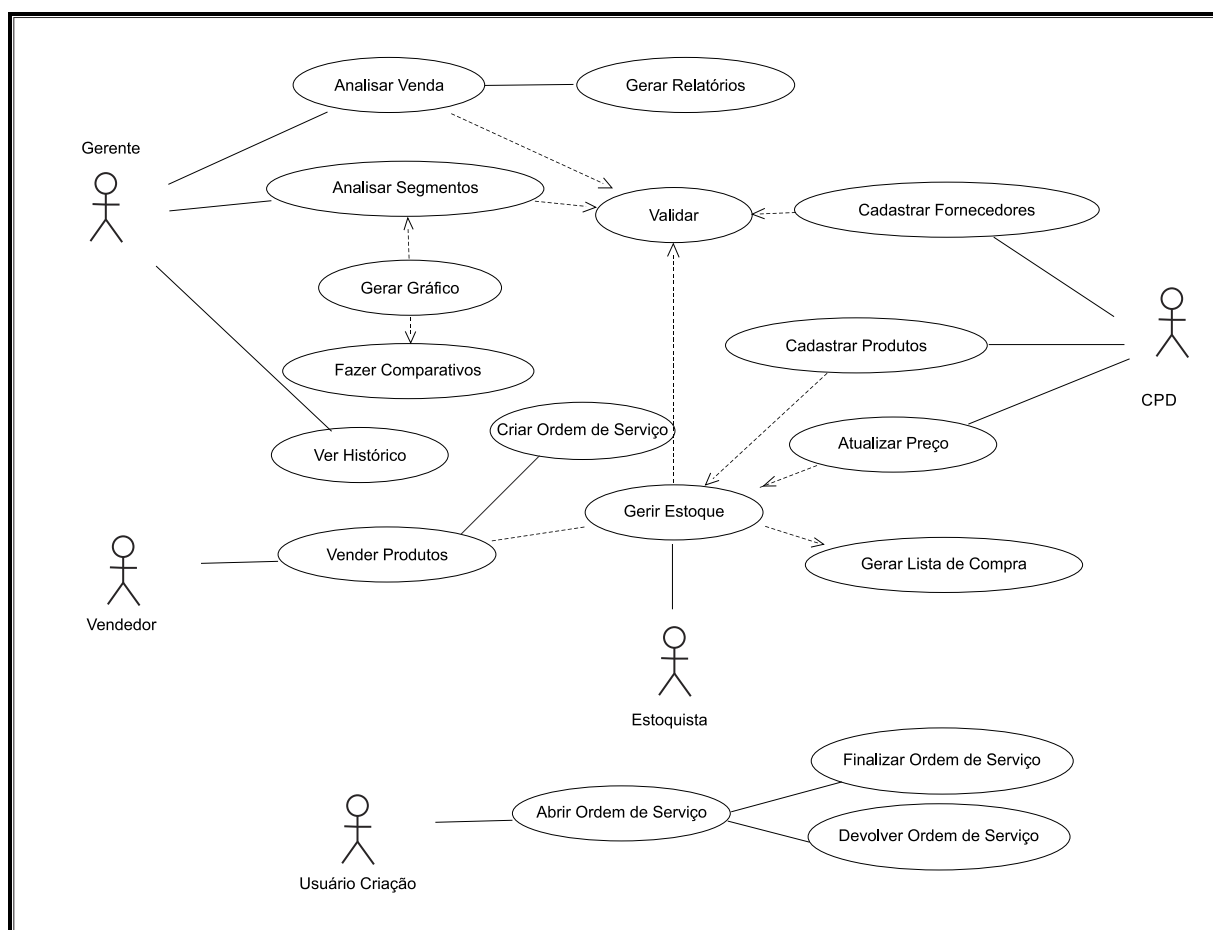 Analisar Venda
Gerar Relatórios
Gerente
Analisar Segmentos
Validar
Cadastrar Fornecedores
Gerar Gráfico
Cadastrar Produtos
Fazer Comparativos
CPD
Criar Ordem de Serviço
Atualizar Preço
Ver Histórico
Gerir Estoque
Vender Produtos
Gerar Lista de Compra
Vendedor
Estoquista
Finalizar Ordem de Serviço
Abrir Ordem de Serviço
Devolver Ordem de Serviço
Usuário Criação